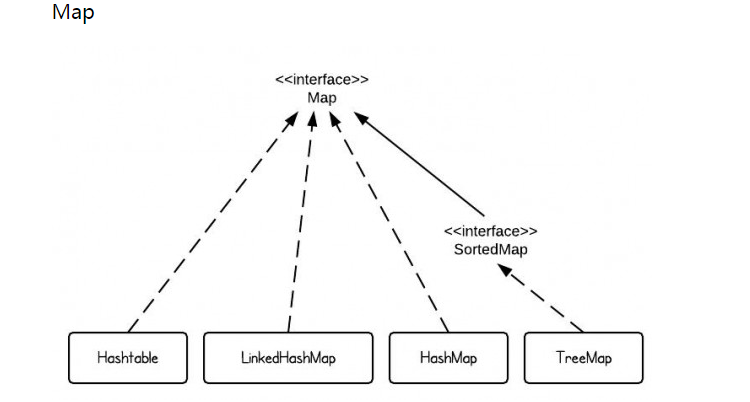 Map
<<interface>>
Map
<<interface>>
SortedMap
Hashtable
LinkedHashMap
HashMap
TreeMap